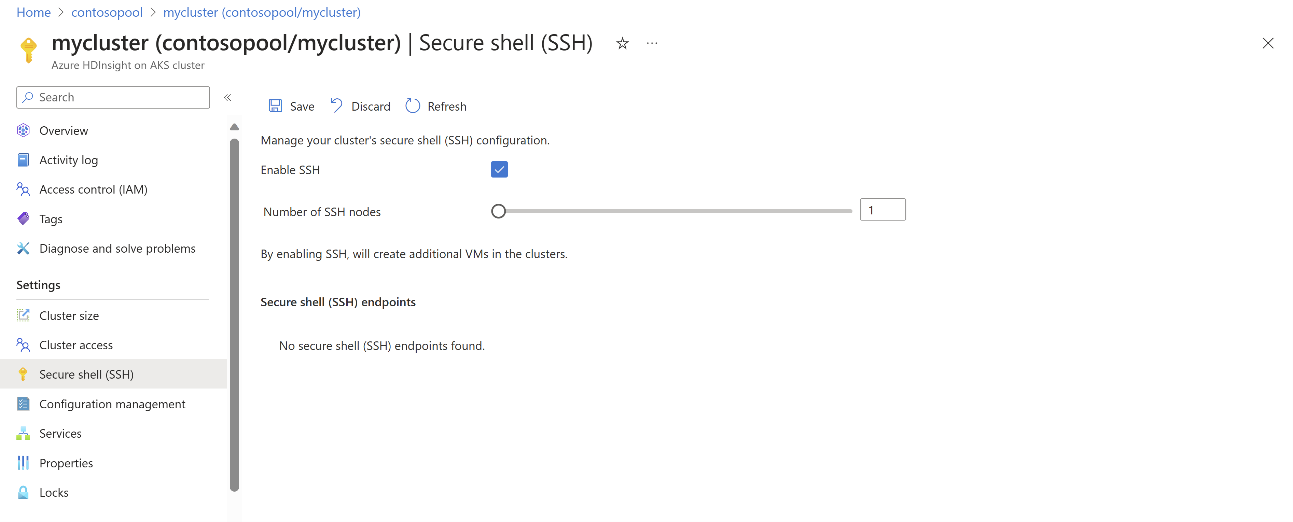 Home > contosopool > mycluster (contosopool/mycluster)
mycluster (contosopool/mycluster) | Secure shell (SSH)
Azure HDInsight on AKS cluster
Search
Overview
Activity log
Access control (IAM)
Tags
Diagnose and solve problems
Settings
Cluster size
Cluster access
Secure shell (SSH)
Configuration management
Services
Properties
Locks
Save Discard Refresh
Manage your cluster's secure shell (SSH) configuration.
Enable SSH
Number of SSH nodes 1
By enabling SSH, will create additional VMs in the clusters.
Secure shell (SSH) endpoints
No secure shell (SSH) endpoints found.